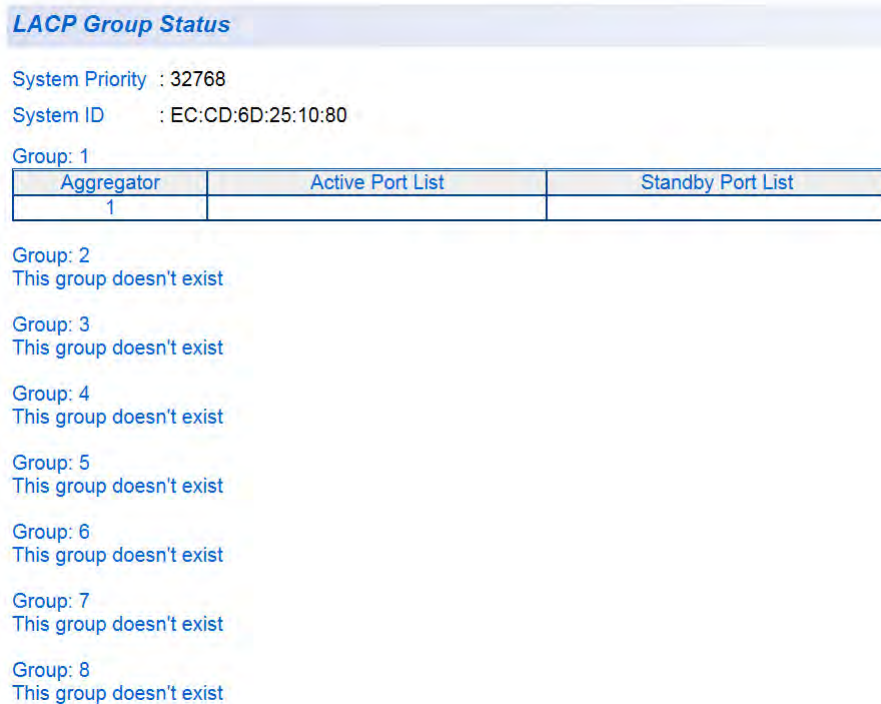 LACP Group Status
System Priority : 32768
System ID : EC:CD:6D:25:10:80
Group: 1
Aggregator Active Port List Standby Port List
1
Group: 2
This group doesn't exist
Group: 3
This group doesn't exist
Group: 4
This group doesn't exist
Group: 5
This group doesn't exist
Group: 6
This group doesn't exist
Group: 7
This group doesn't exist
Group: 8
This group doesn't exist